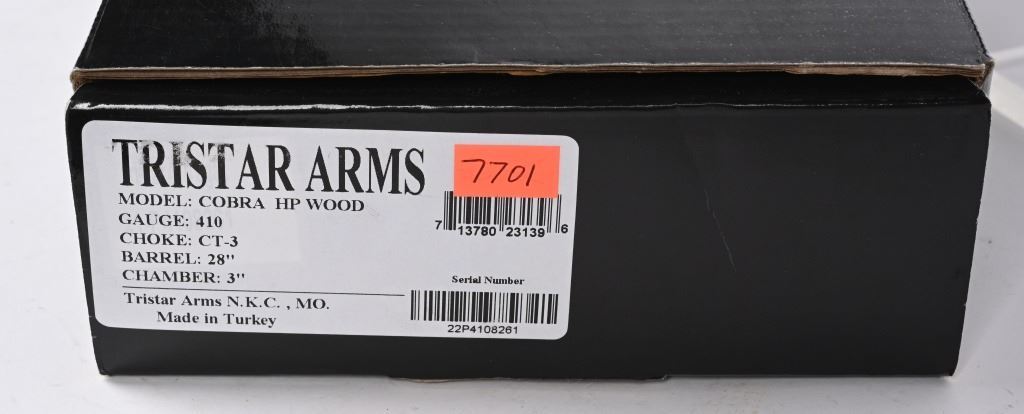 TRISTAR ARMS
7701
MODEL: COBRA HP WOOD
GAUGE: 410
CHOKE: CT-3
BARREL: 28"
CHAMBER: 3"
7 13780 23139 6
Serial Number
22P4108261
Tristar Arms N.K.C. , MO.
Made in Turkey